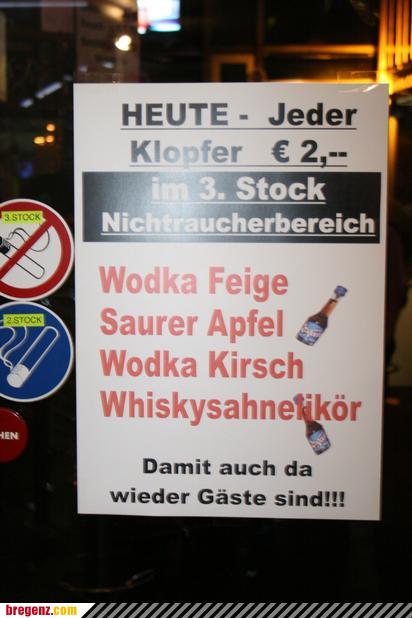 HEUTE - Jeder
Klopfer € 2,--
im 3. Stock
Nichtraucherbereich
3.STOCK
2.STOCK
Wodka Feige
Saurer Apfel
Wodka Kirsch
Whiskysahnelikör
HEN
Damit auch da
wieder Gäste sind!!!
bregenz.com